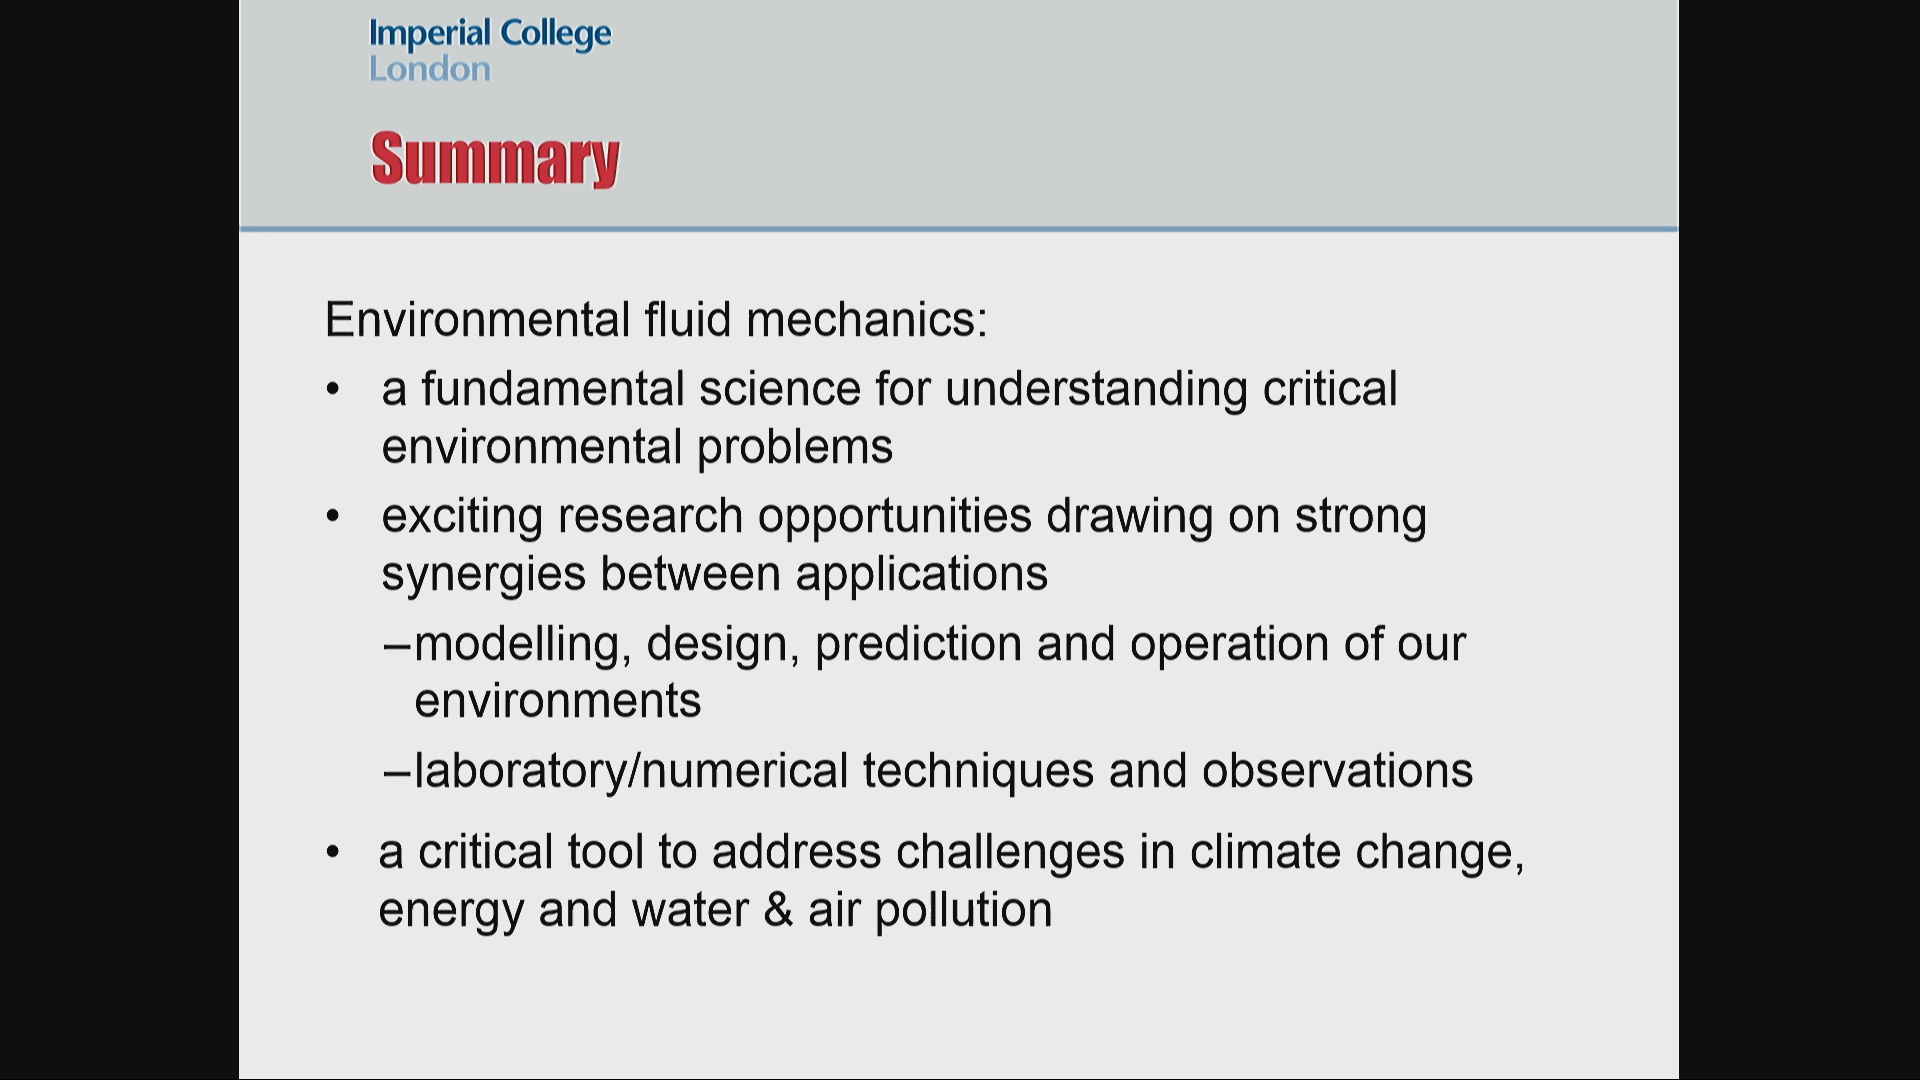 Imperial College
London
Summary
Environmental fluid mechanics:
• a fundamental science for understanding critical
environmental problems
• exciting research opportunities drawing on strong
synergies between applications
–modelling, design, prediction and operation of our
environments
–laboratory/numerical techniques and observations
• a critical tool to address challenges in climate change,
energy and water & air pollution